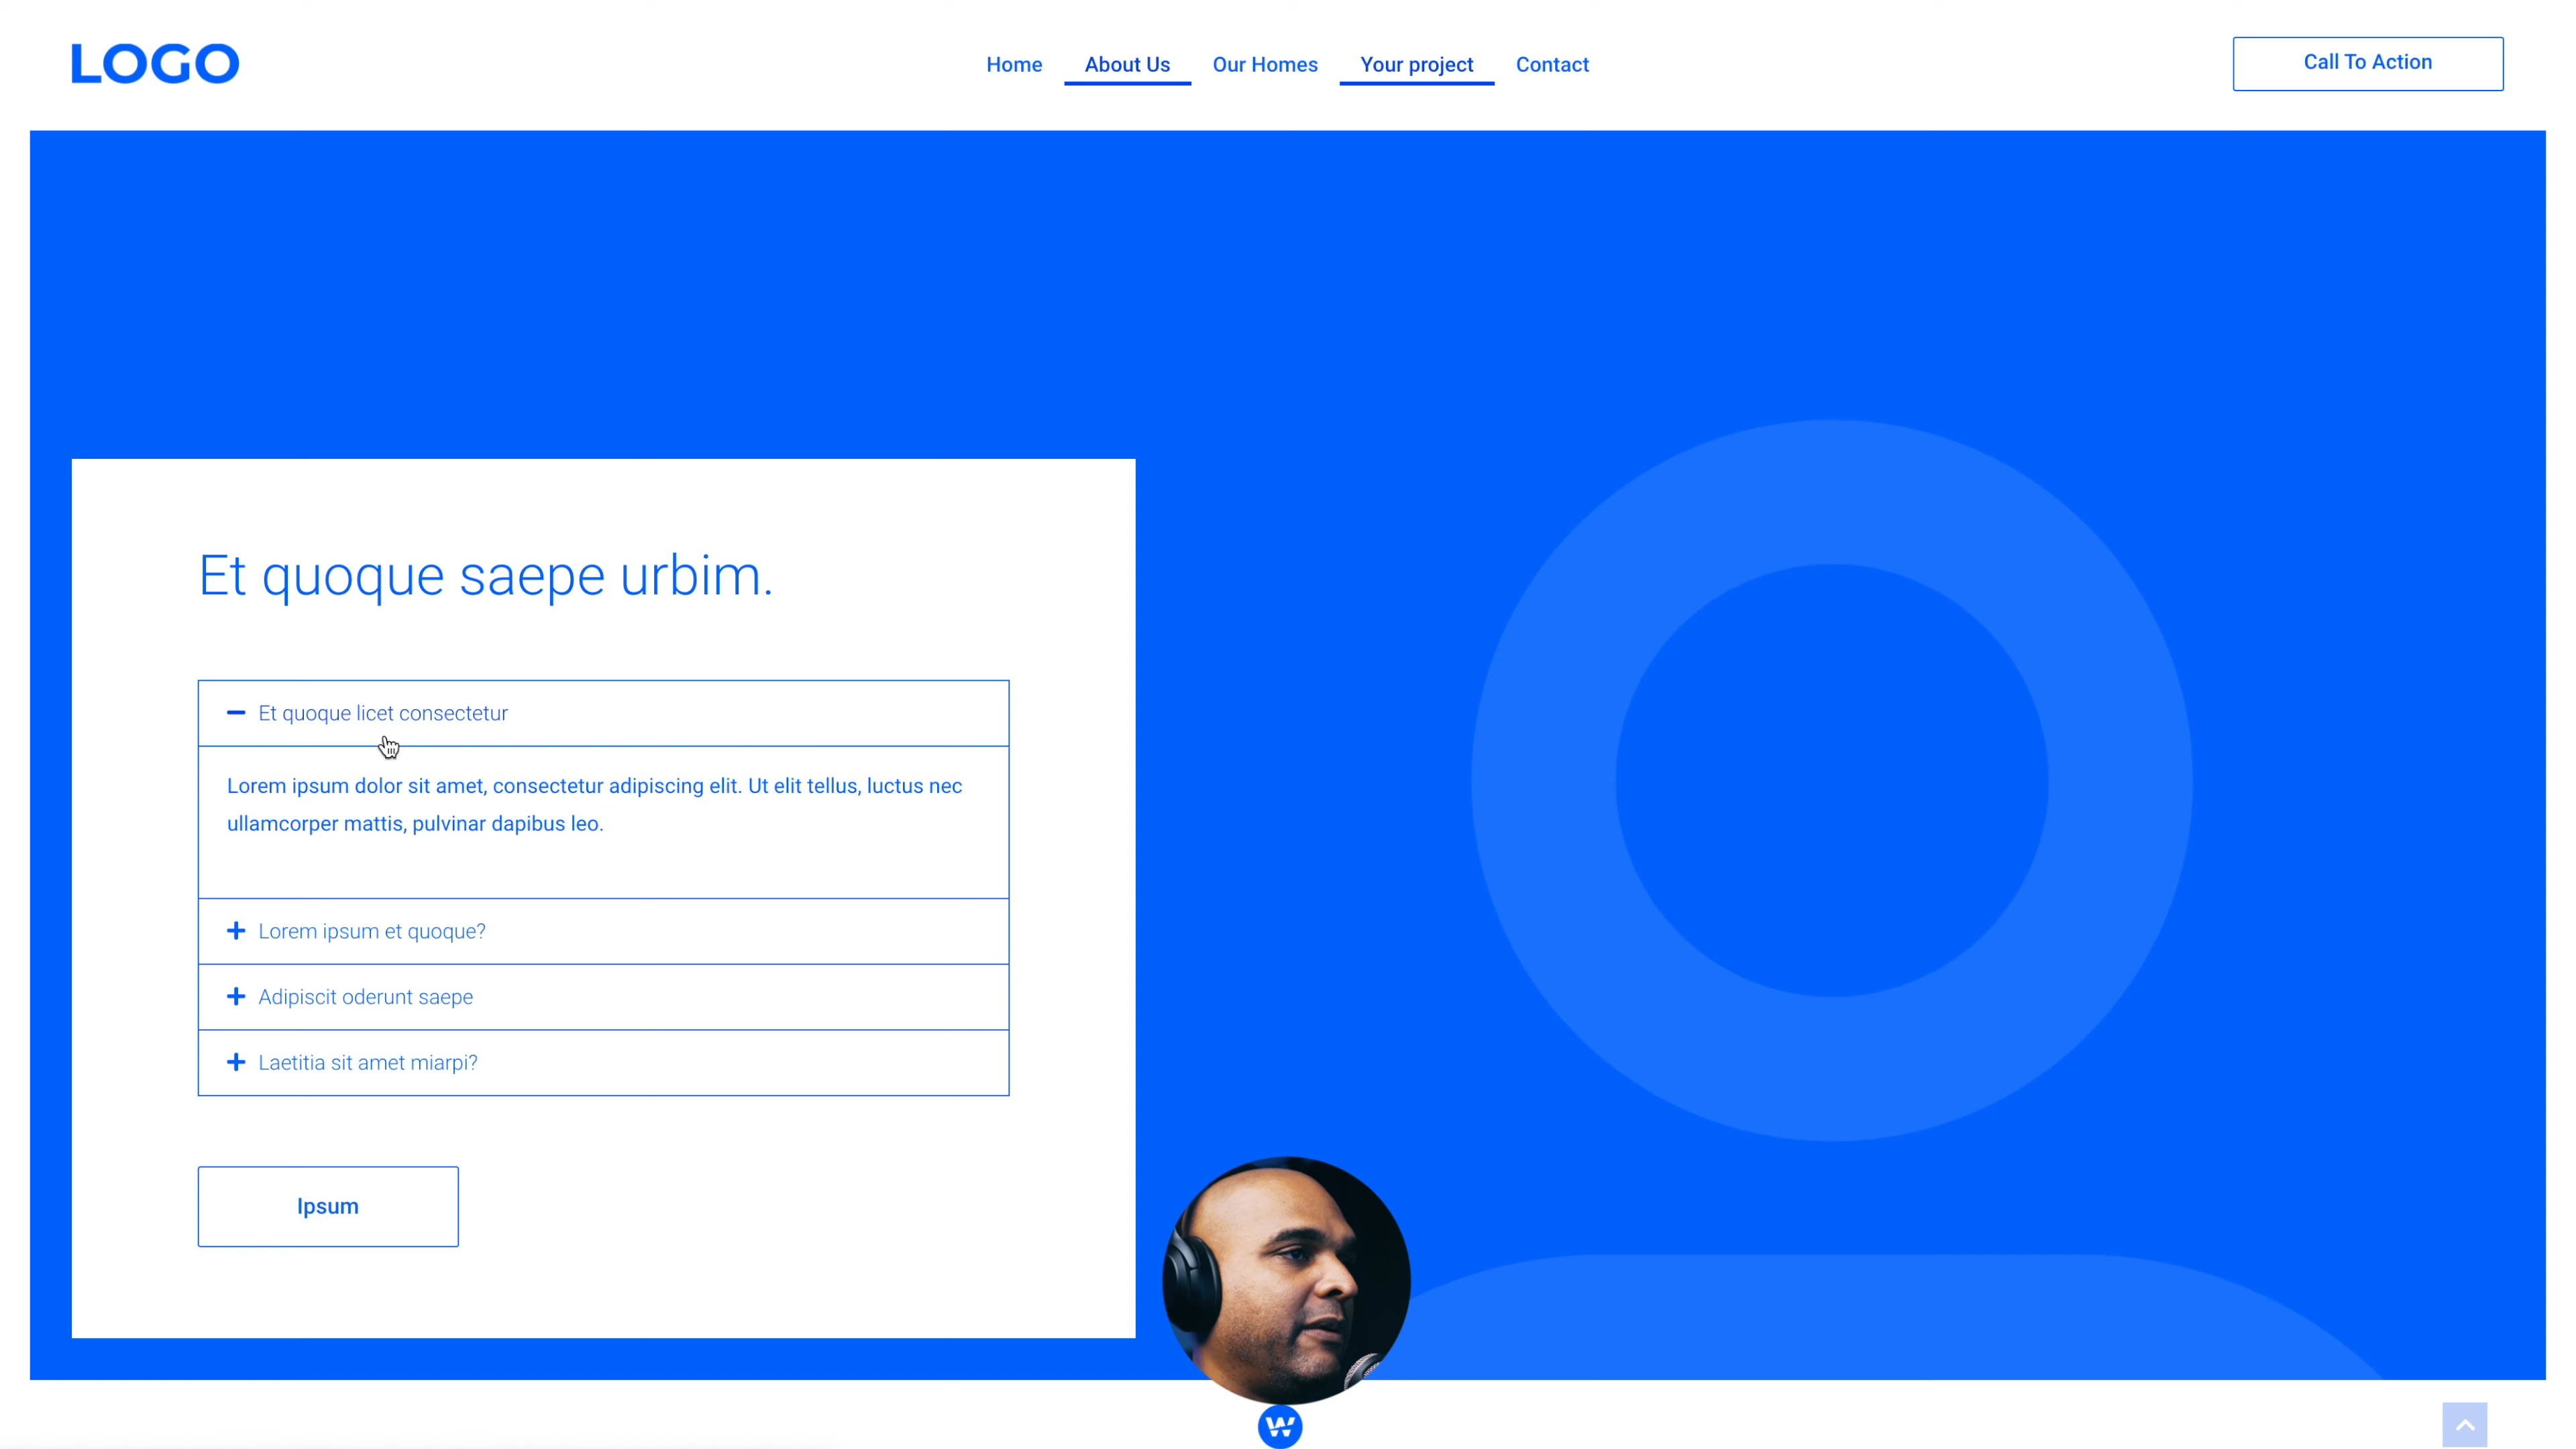 LOGO
Home About Us Our Homes Your project Contact
Call To Action
Et quoque saepe urbim.
Et quoque licet consectetur
Lorem ipsum dolor sit amet, consectetur adipiscing elit. Ut elit tellus, luctus nec
ullamcorper mattis, pulvinar dapibus leo.
Lorem ipsum et quoque?
Adipiscit oderunt saepe
Laetitia sit amet miarpi?
Ipsum
W